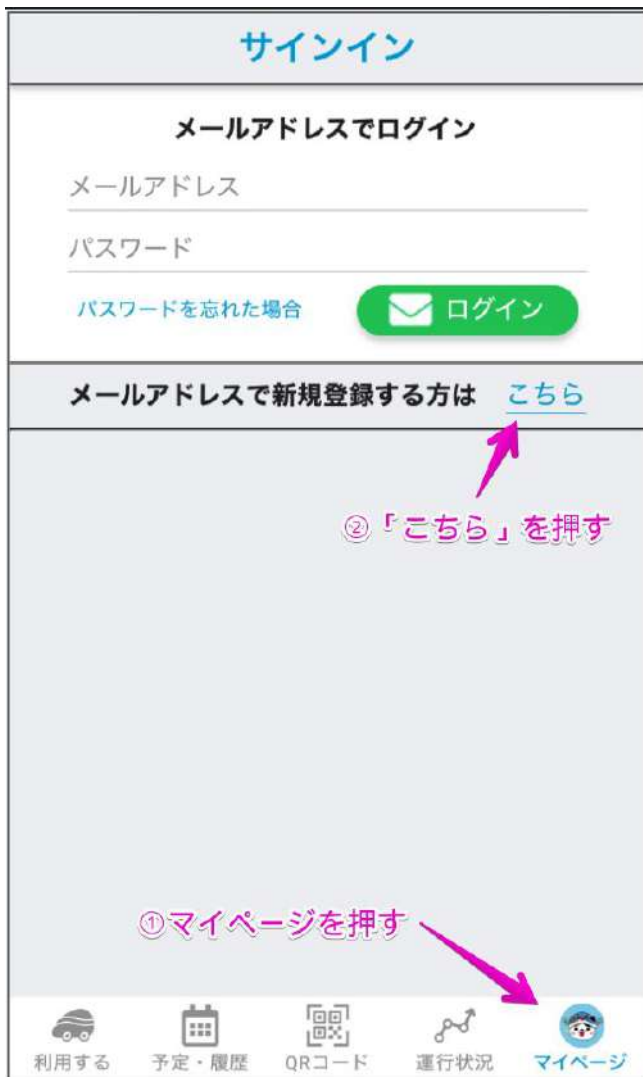 サインイン
メールアドレスでログイン
メールアドレス
パスワード
パスワードを忘れた場合 ログイン
メールアドレスで新規登録する方は こちら
②「こちら」を押す
①マイページを押す
利用する 予定・履歴 QRコード 運行状況 マイページ